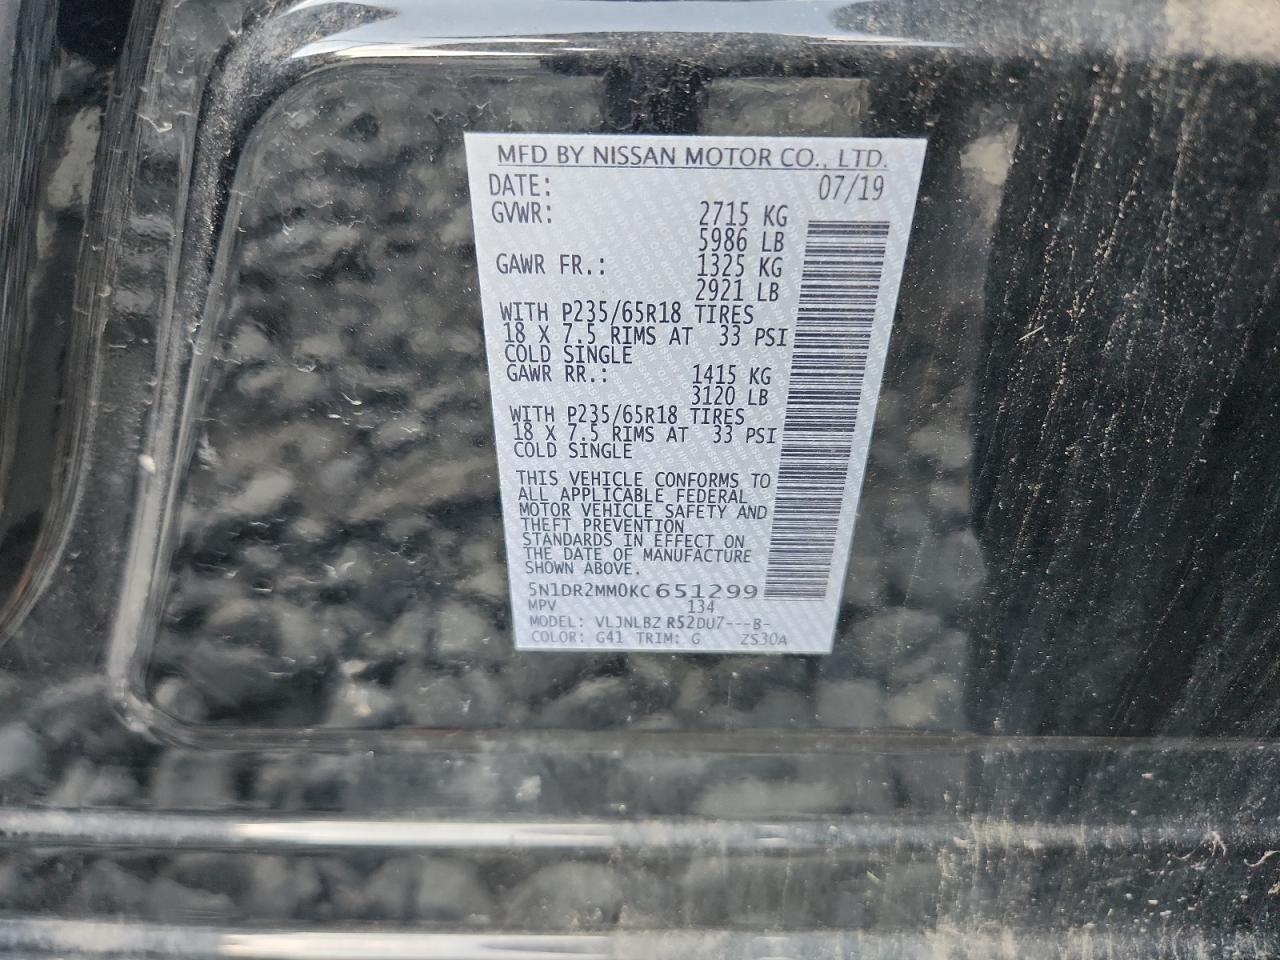 MFD BY NISSAN MOTOR CO., LTD.
DATE: 07/19
GVWR: 2715 KG
5986 LB
GAWR FR.: 1325 KG
2921 LB
WITH P235/65R18 TIRES
18 X 7.5 RIMS AT 33 PSI
COLD SINGLE
GAWR RR.: 1415 KG
3120 LB
WITH P235/65R18 TIRES
18 X 7.5 RIMS AT 33 PSI
COLD SINGLE
THIS VEHICLE CONFORMS TO
ALL APPLICABLE FEDERAL
MOTOR VEHICLE SAFETY AND
THEFT PREVENTION
STANDARDS IN EFFECT ON
THE DATE OF MANUFACTURE
SHOWN ABOVE.
5N1DR2MM0KC651299
MPV 134
MODEL: VLJNLBZ R52DU7---B-
COLOR: G41 TRIM: G ZS30A